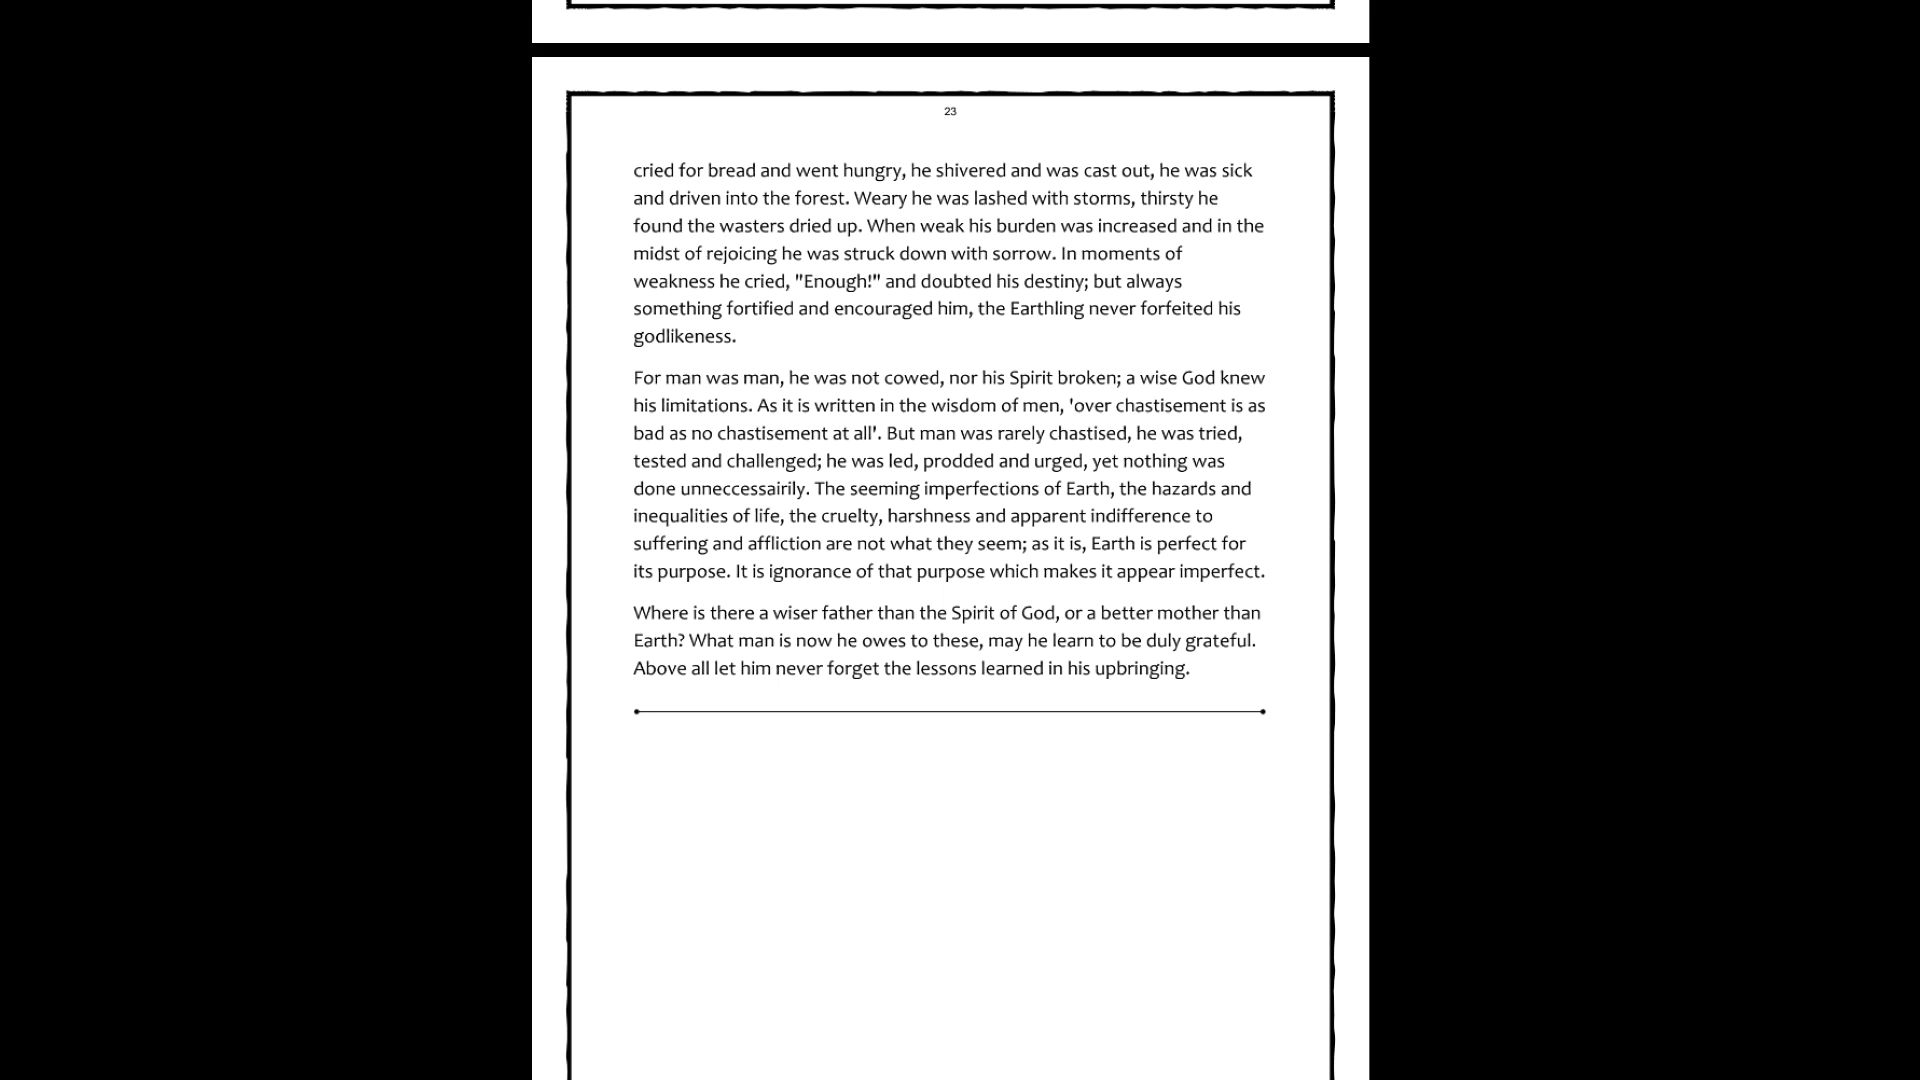 23
cried for bread and went hungry, he shivered and was cast out, he was sick
and driven into the forest. Weary he was lashed with storms, thirsty he
found the wasters dried up. When weak his burden was increased and in the
midst of rejoicing he was struck down with sorrow. In moments of
weakness he cried, "Enough!" and doubted his destiny; but always
something fortified and encouraged him, the Earthling never forfeited his
godlikeness.
For man was man, he was not cowed, nor his Spirit broken; a wise God knew
his limitations. As it is written in the wisdom of men, 'over chastisement is as
bad as no chastisement at all'. But man was rarely chastised, he was tried,
tested and challenged; he was led, prodded and urged, yet nothing was
done unneccessairily. The seeming imperfections of Earth, the hazards and
inequalities of life, the cruelty, harshness and apparent indifference to
suffering and affliction are not what they seem; as it is, Earth is perfect for
its purpose. It is ignorance of that purpose which makes it appear imperfect.
Where is there a wiser father than the Spirit of God, or a better mother than
Earth? What man is now he owes to these, may he learn to be duly grateful.
Above all let him never forget the lessons learned in his upbringing.